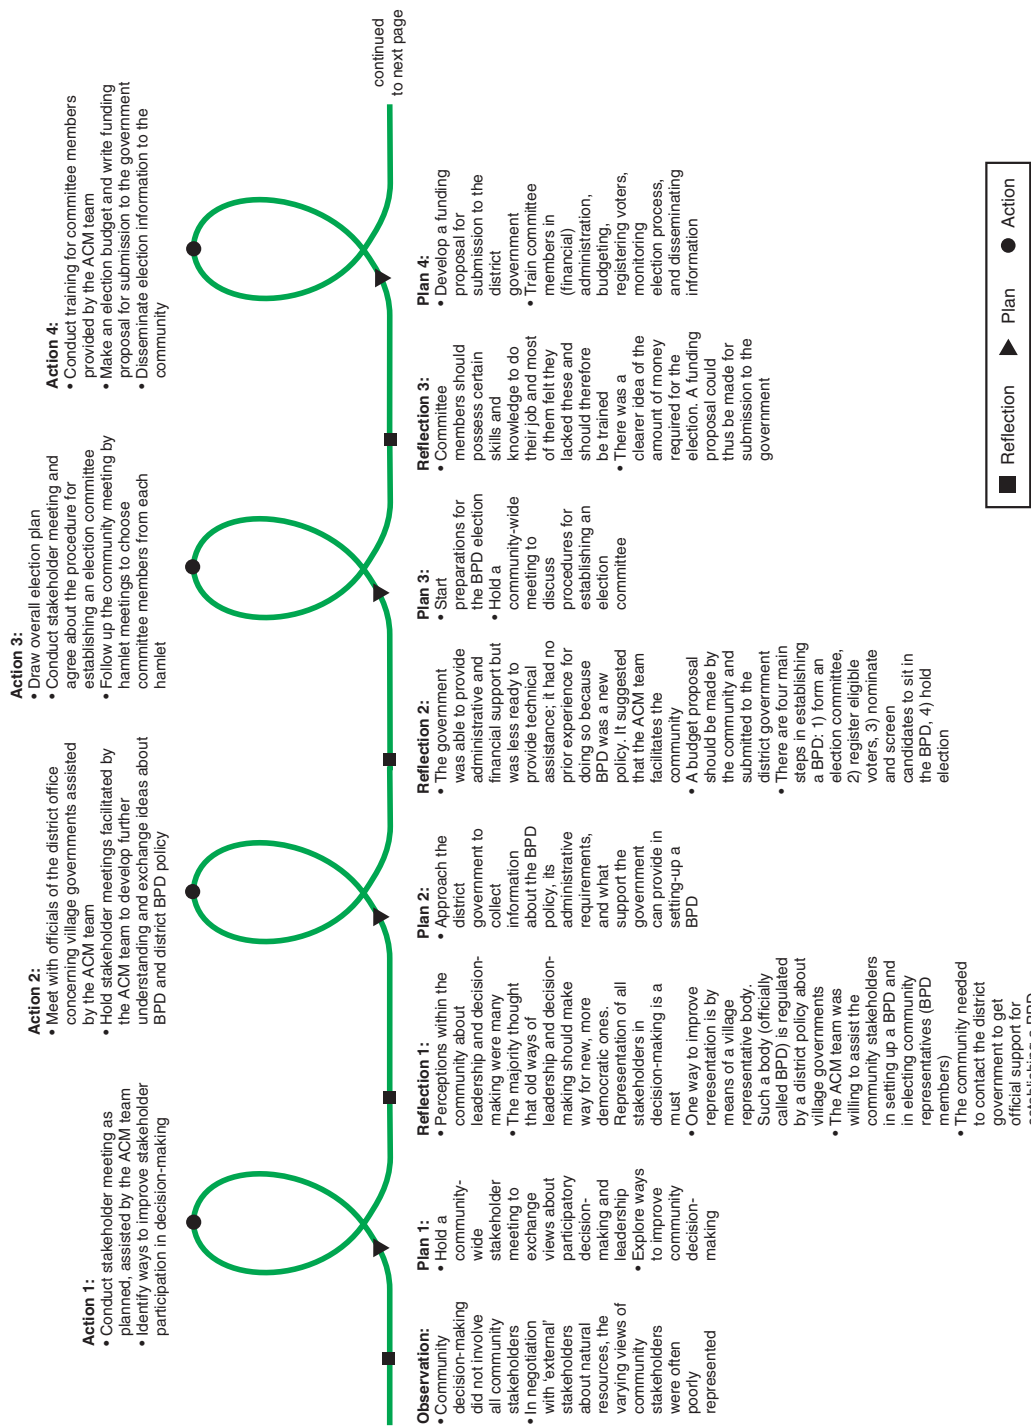 Action 1:
• Conduct stakeholder meeting as
planned, assisted by the ACM team
• Identify ways to improve stakeholder
participation in decision-making
Action 2:
• Meet with officials of the district office
concerning village governments assisted
by the ACM team
• Hold stakeholder meetings facilitated by
the ACM team to develop further
understanding and exchange ideas about
BPD and district BPD policy
Action 3:
• Draw overall election plan
• Conduct stakeholder meeting and
agree about the procedure for
establishing an election committee
• Follow up the community meeting by
hamlet meetings to choose
committee members from each
hamlet
Action 4:
• Conduct training for committee members
provided by the ACM team
• Make an election budget and write funding
proposal for submission to the government
• Disseminate election information to the
community
continued
to next page
Observation:
• Community
decision-making
did not involve
all community
stakeholders
• In negotiation
with ‘external’
stakeholders
about natural
resources, the
varying views of
community
stakeholders
were often
poorly
represented
Plan 1:
• Hold a
community-
wide
stakeholder
meeting to
exchange
views about
participatory
decision-
making and
leadership
• Explore ways
to improve
community
decision-
making
Reflection 1:
• Perceptions within the
community about
leadership and decision-
making were many
• The majority thought
that old ways of
leadership and decision-
making should make
way for new, more
democratic ones.
Representation of all
stakeholders in
decision-making is a
must
• One way to improve
representation is by
means of a village
representative body.
Such a body (officially
called BPD) is regulated
by a district policy about
village governments
• The ACM team was
willing to assist the
community stakeholders
in setting up a BPD and
in electing community
representatives (BPD
members)
• The community needed
to contact the district
government to get
official support for
establishing a BPD
Plan 2:
• Approach the
district
government to
collect
information
about the BPD
policy, its
administrative
requirements,
and what
support the
government
can provide in
setting-up a
BPD
Reflection 2:
• The government
was able to provide
administrative and
financial support but
was less ready to
provide technical
assistance; it had no
prior experience for
doing so because
BPD was a new
policy. It suggested
that the ACM team
facilitates the
community
• A budget proposal
should be made by
the community and
submitted to the
district government
• There are four main
steps in establishing
a BPD: 1) form an
election committee,
2) register eligible
voters, 3) nominate
and screen
candidates to sit in
the BPD, 4) hold
election
Plan 3:
• Start
preparations for
the BPD election
• Hold a
community-wide
meeting to
discuss
procedures for
establishing an
election
committee
Reflection 3:
• Committee
members should
possess certain
skills and
knowledge to do
their job and most
of them felt they
lacked these and
should therefore
be trained
• There was a
clearer idea of the
amount of money
required for the
election. A funding
proposal could
thus be made for
submission to the
government
Plan 4:
• Develop a funding
proposal for
submission to the
district
government
• Train committee
members in
(financial)
administration,
budgeting,
registering voters,
monitoring
election process,
and disseminating
information
Reflection
Plan
Action